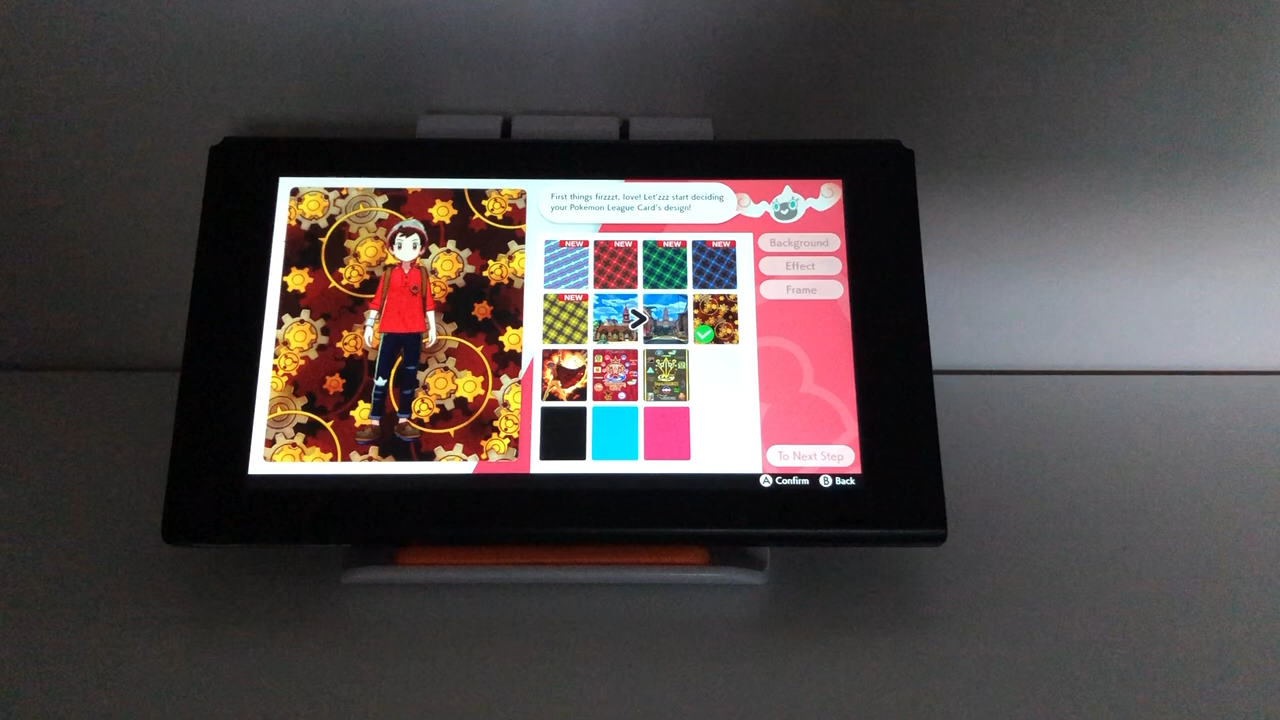 First things firzzzt, love! Let'zzz start deciding
your Pokémon League Card's design!
NEW NEW NEW NEW
NEW
Background
Effect
Frame
To Next Step
A Confirm B Back